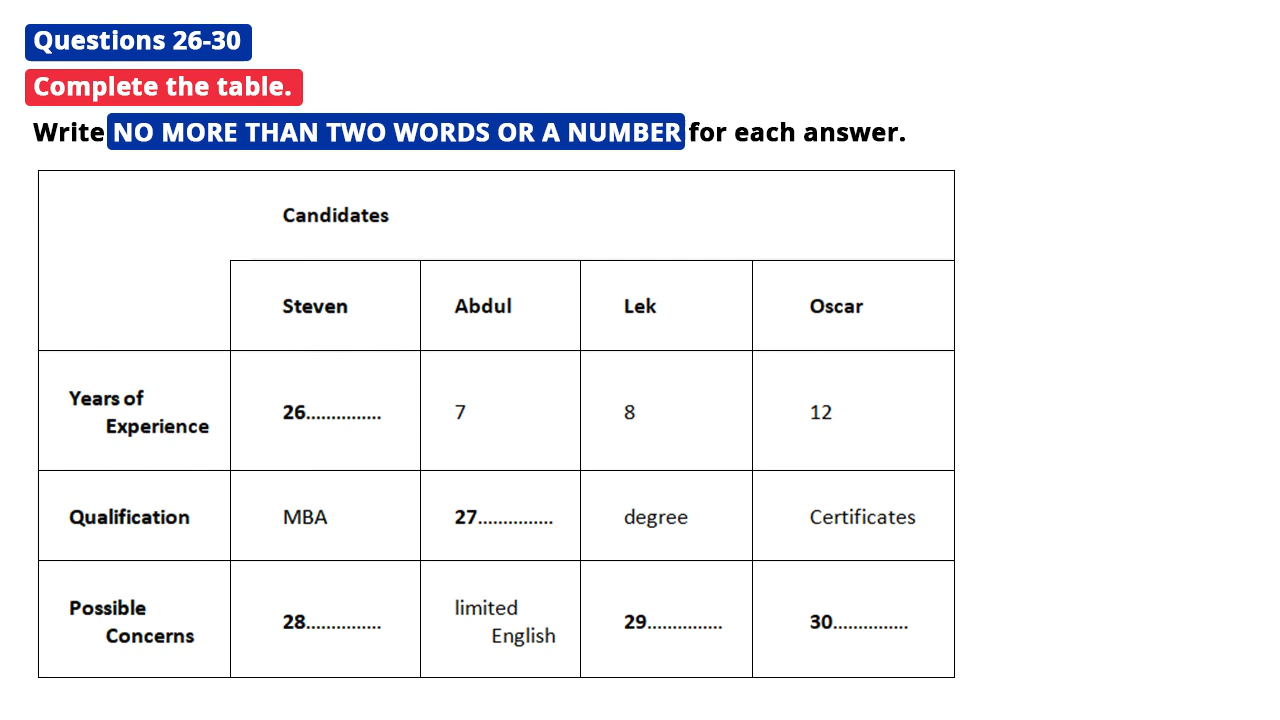 Questions 26-30
Complete the table.
Write NO MORE THAN TWO WORDS OR A NUMBER for each answer.
Candidates
Steven Abdul Lek Oscar
Years of
Experience
26............... 7 8 12
Qualification MBA 27............... degree Certificates
Possible
Concerns
28............... limited
English
29............... 30...............